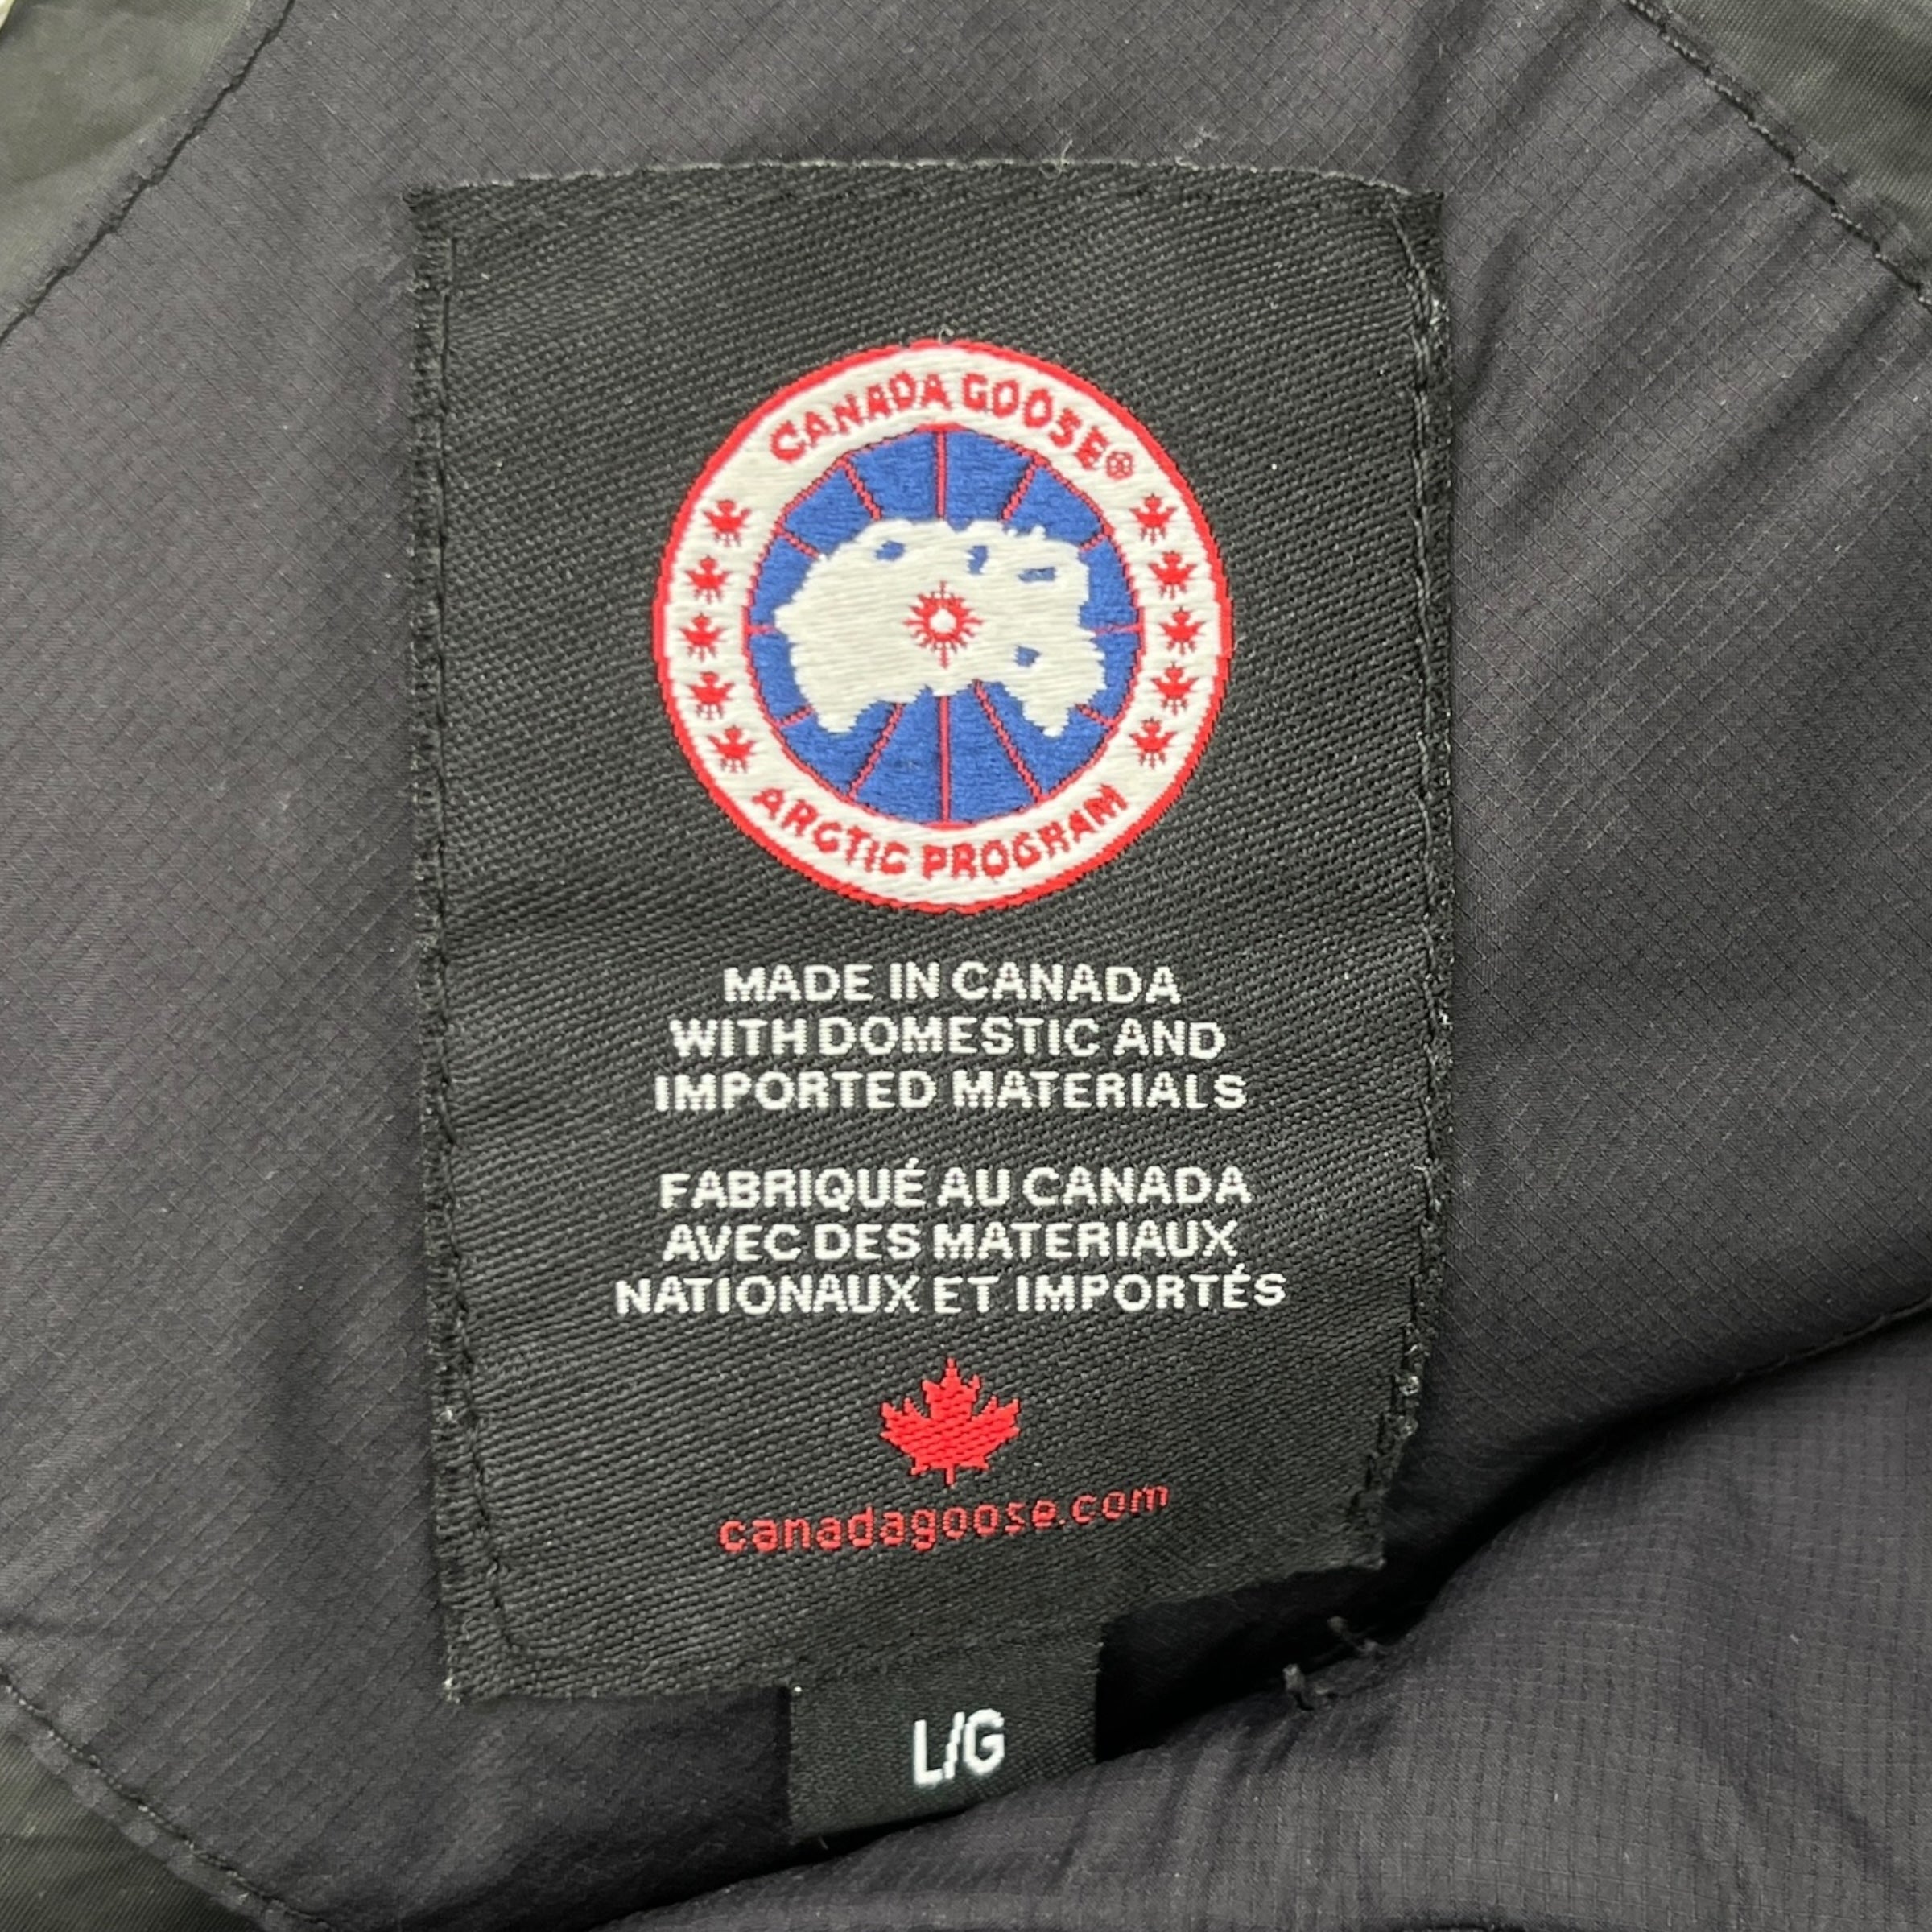 CANADA GOOSE®
ARCTIC PROGRAM
MADE IN CANADA
WITH DOMESTIC AND
IMPORTED MATERIALS
FABRIQUÉ AU CANADA
AVEC DES MATERIAUX
NATIONAUX ET IMPORTÉS
canadagoose.com
L/G